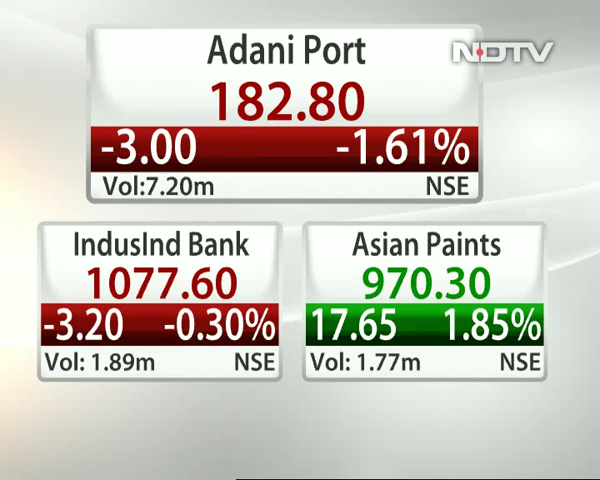 Adani Port
NDTV
182.80
-3.00 -1.61%
Vol:7.20m NSE
IndusInd Bank
1077.60
-3.20 -0.30%
Vol: 1.89m NSE
Asian Paints
970.30
17.65 1.85%
Vol: 1.77m NSE